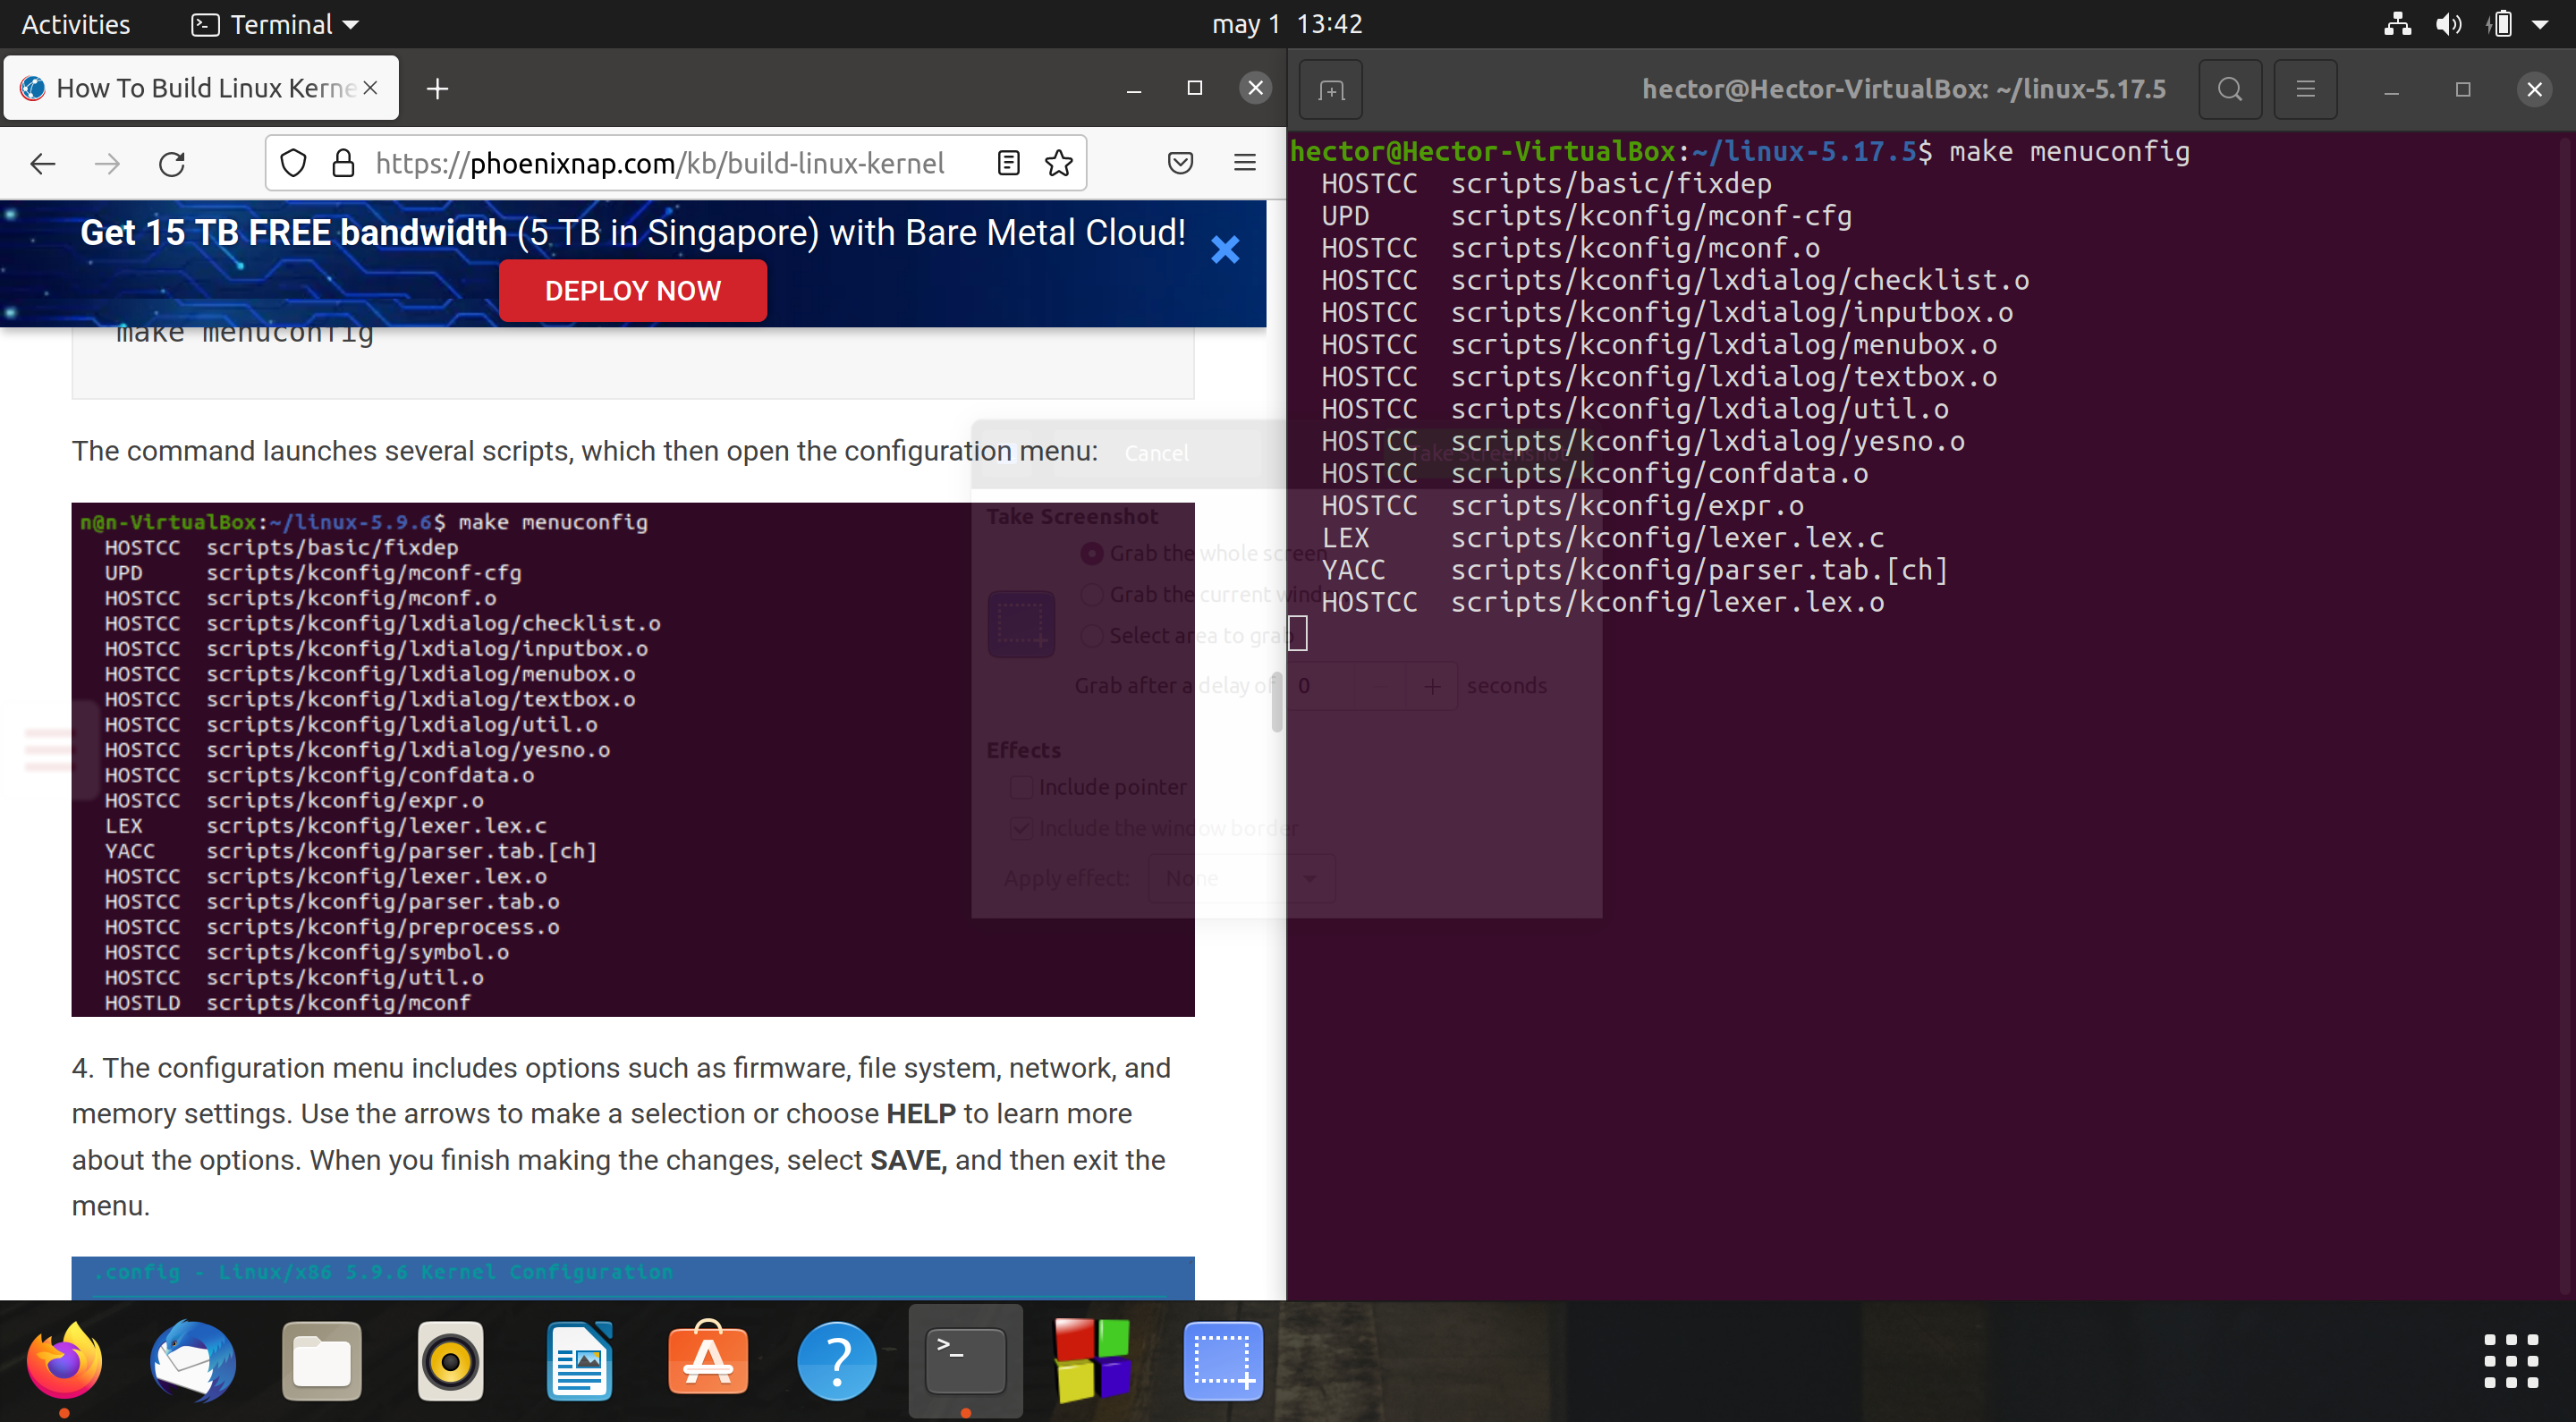 Activities
Terminal
may 1 13:42
How To Build Linux Kerne
https://phoenixnap.com/kb/build-linux-kernel
Get 15 TB FREE bandwidth (5 TB in Singapore) with Bare Metal Cloud!
DEPLOY NOW
make menuconfig
The command launches several scripts, which then open the configuration menu:
n@n-VirtualBox:~/linux-5.9.6$ make menuconfig
HOSTCC scripts/basic/fixdep
UPD scripts/kconfig/mconf-cfg
HOSTCC scripts/kconfig/mconf.o
HOSTCC scripts/kconfig/lxdialog/checklist.o
HOSTCC scripts/kconfig/lxdialog/inputbox.o
HOSTCC scripts/kconfig/lxdialog/menubox.o
HOSTCC scripts/kconfig/lxdialog/textbox.o
HOSTCC scripts/kconfig/lxdialog/util.o
HOSTCC scripts/kconfig/lxdialog/yesno.o
HOSTCC scripts/kconfig/confdata.o
HOSTCC scripts/kconfig/expr.o
LEX scripts/kconfig/lexer.lex.c
YACC scripts/kconfig/parser.tab.[ch]
HOSTCC scripts/kconfig/lexer.lex.o
HOSTCC scripts/kconfig/parser.tab.o
HOSTCC scripts/kconfig/preprocess.o
HOSTCC scripts/kconfig/symbol.o
HOSTCC scripts/kconfig/util.o
HOSTLD scripts/kconfig/mconf
4. The configuration menu includes options such as firmware, file system, network, and
memory settings. Use the arrows to make a selection or choose HELP to learn more
about the options. When you finish making the changes, select SAVE, and then exit the
menu.
.config - Linux/x86 5.9.6 Kernel Configuration
Cancel
Take Screenshot
Take Screenshot
Grab the whole screen
Grab the current wind
Select area to grab
Grab after a delay of 0 - + seconds
Effects
Include pointer
Include the window border
Apply effect: None
hector@Hector-VirtualBox: ~/linux-5.17.5
hector@Hector-VirtualBox:~/linux-5.17.5$ make menuconfig
HOSTCC scripts/basic/fixdep
UPD scripts/kconfig/mconf-cfg
HOSTCC scripts/kconfig/mconf.o
HOSTCC scripts/kconfig/lxdialog/checklist.o
HOSTCC scripts/kconfig/lxdialog/inputbox.o
HOSTCC scripts/kconfig/lxdialog/menubox.o
HOSTCC scripts/kconfig/lxdialog/textbox.o
HOSTCC scripts/kconfig/lxdialog/util.o
HOSTCC scripts/kconfig/lxdialog/yesno.o
HOSTCC scripts/kconfig/confdata.o
HOSTCC scripts/kconfig/expr.o
LEX scripts/kconfig/lexer.lex.c
YACC scripts/kconfig/parser.tab.[ch]
HOSTCC scripts/kconfig/lexer.lex.o